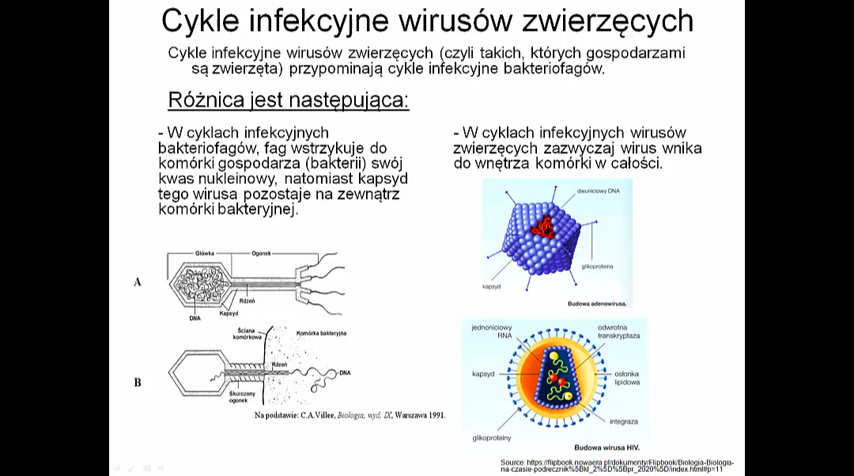 Cykle infekcyjne wirusów zwierzęcych
Cykle infekcyjne wirusów zwierzęcych (czyli takich, których gospodarzami
są zwierzęta) przypominają cykle infekcyjne bakteriofagów.
Różnica jest następująca:
- W cyklach infekcyjnych
bakteriofagów, fag wstrzykuje do
komórki gospodarza (bakterii) swój
kwas nukleinowy, natomiast kapsyd
tego wirusa pozostaje na zewnątrz
komórki bakteryjnej.
- W cyklach infekcyjnych wirusów
zwierzęcych zazwyczaj wirus wnika
do wnętrza komórki w całości.
dwuniciowy DNA
glikoproteina
kapsyd
Budowa adenowirusa.
Główka
Ogonek
A
Rdzeń
Kapsyd
DNA
Ściana
komórkowa
Komórka bakteryjna
Rdzeń
DNA
B
Skurczony
ogonek
Na podstawie: C.A.Villee, Biologia, wyd. IX, Warszawa 1991.
jednoniciowy
RNA
odwrotna
transkryptaza
kapsyd
osłonka
lipidowa
integraza
glikoproteiny
Budowa wirusa HIV.
Source: https://flipbook.nowaera.pl/dokumenty/Flipbook/Biologia-Biologia-
na-czasie-podrecznik%5Bkl_2%5D%5Bpr_2020%5D/index.html#p=11